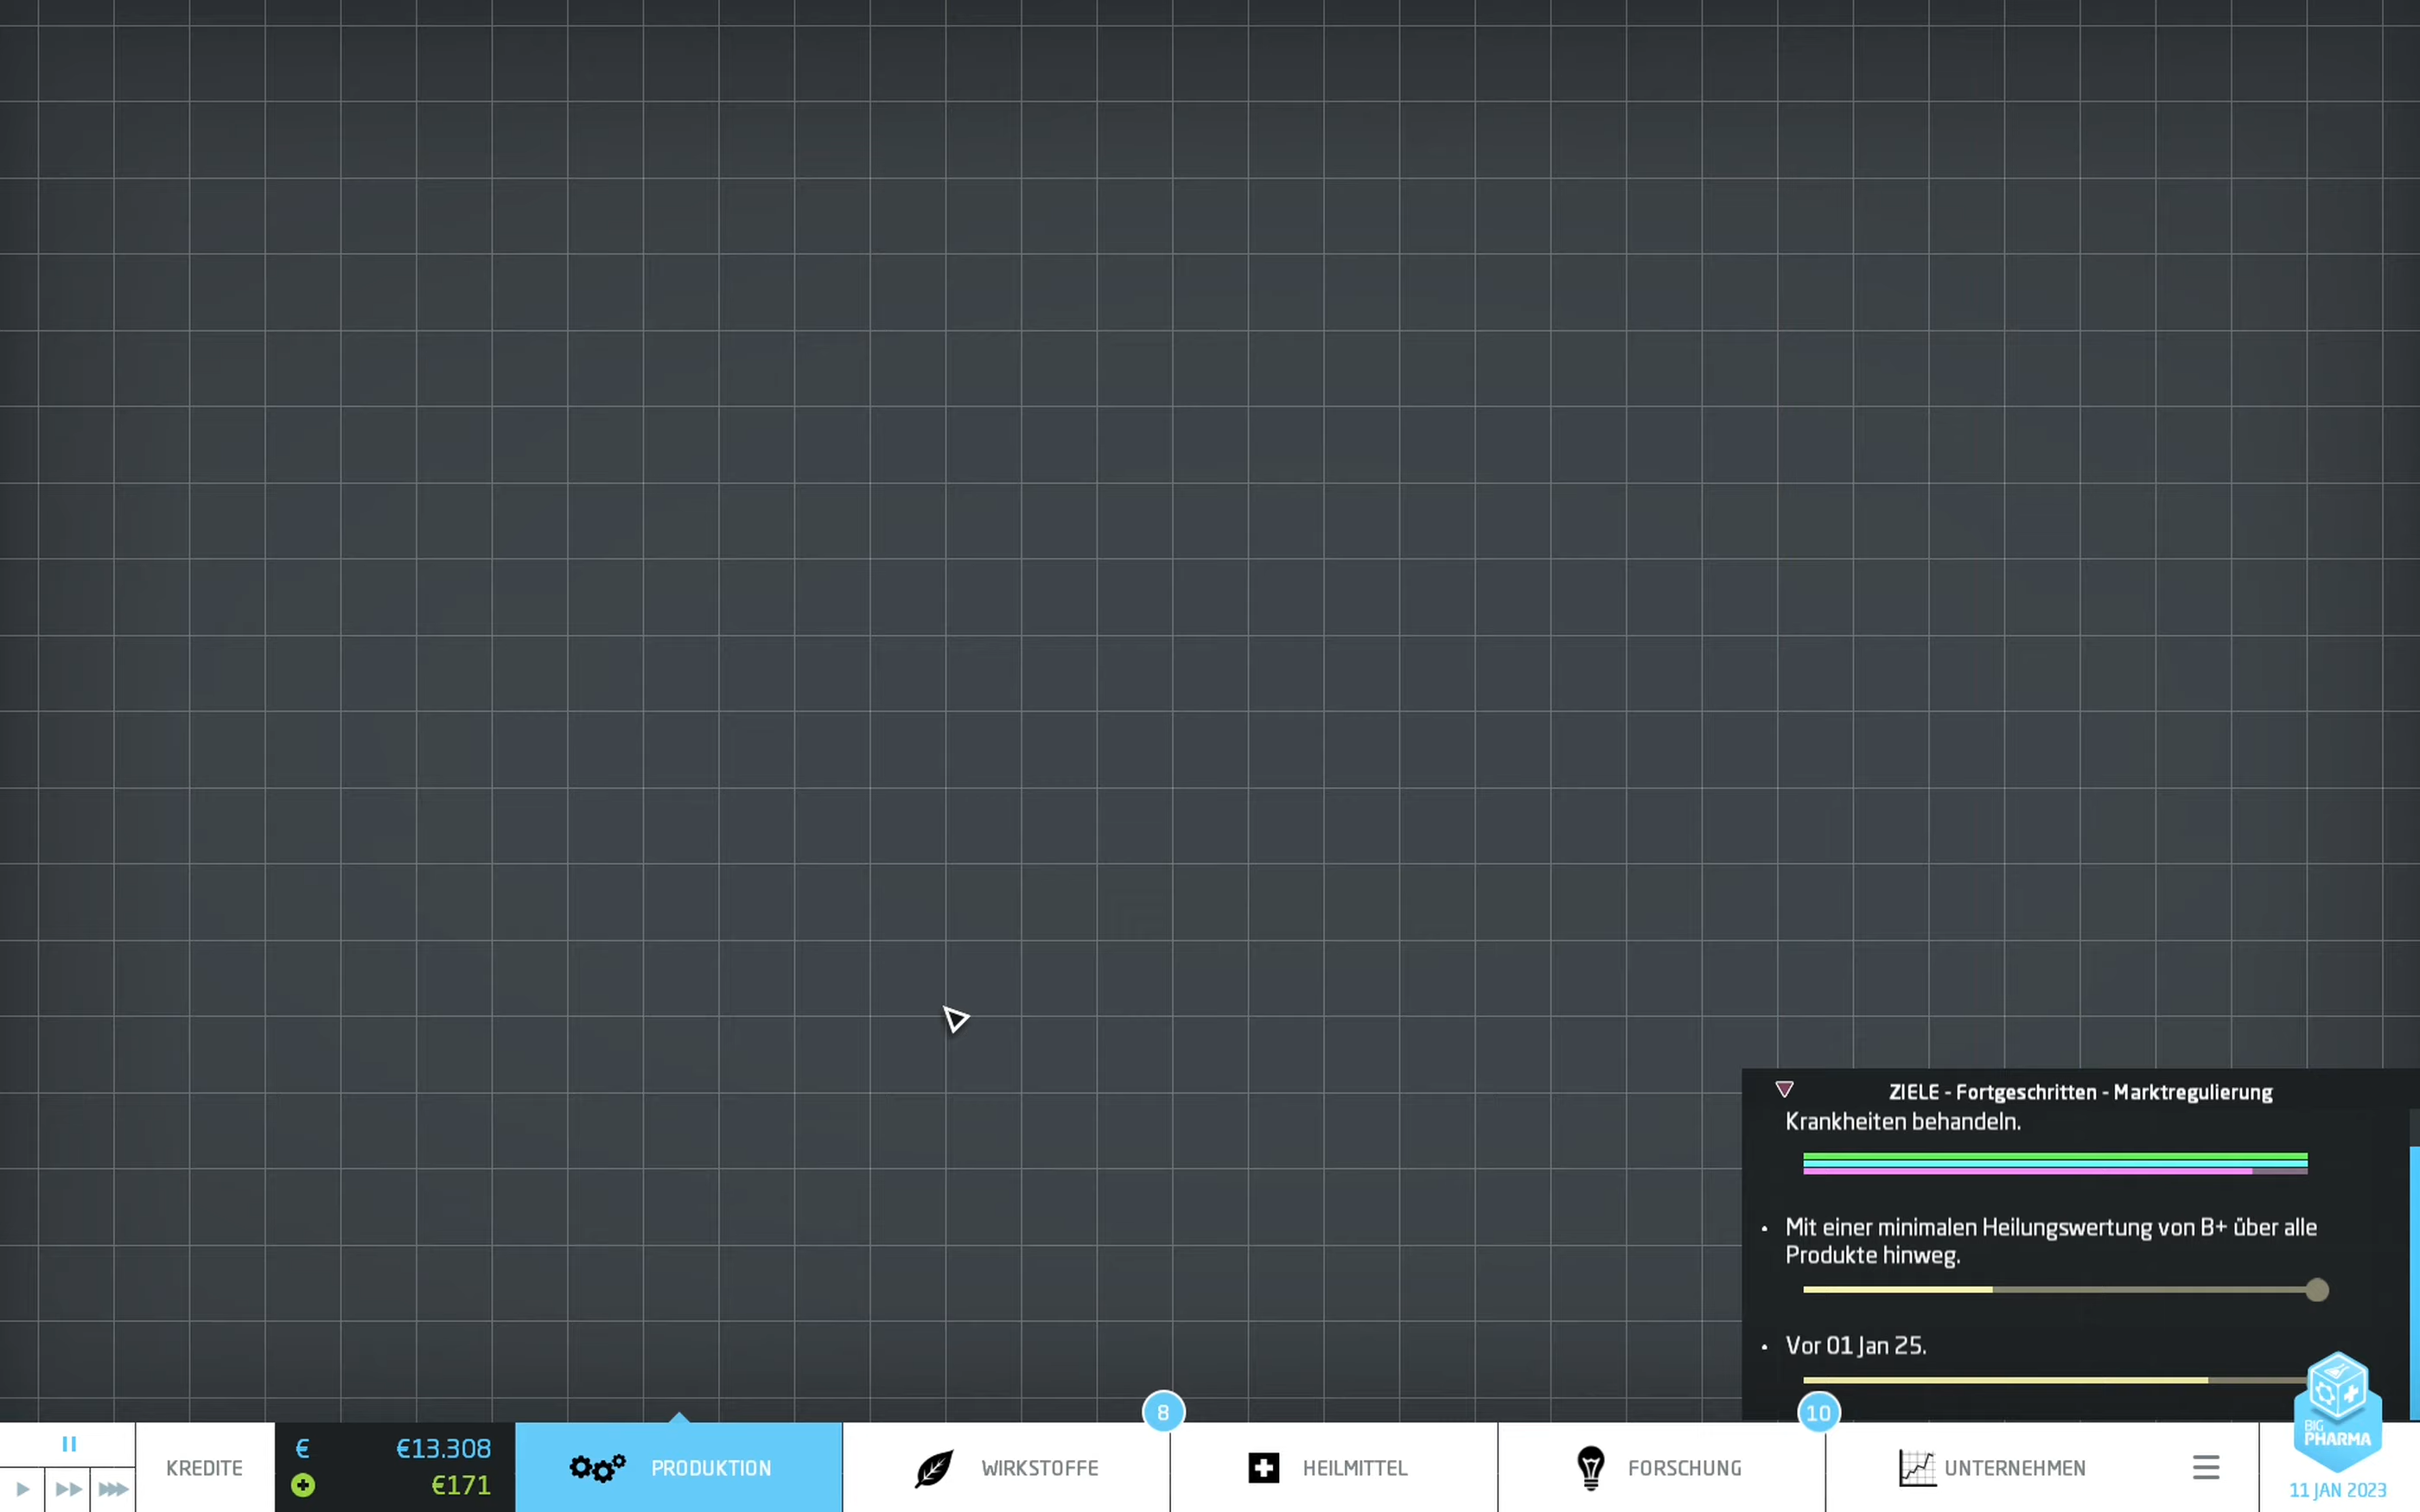 ZIELE - Fortgeschritten - Marktregulierung
Krankheiten behandeln.
• Mit einer minimalen Heilungswertung von B+ über alle
Produkte hinweg.
• Vor 01 Jan 25.
8
10
KREDITE
€ €13.308
€171
PRODUKTION
WIRKSTOFFE
HEILMITTEL
FORSCHUNG
UNTERNEHMEN
BIG
PHARMA
11 JAN 2023